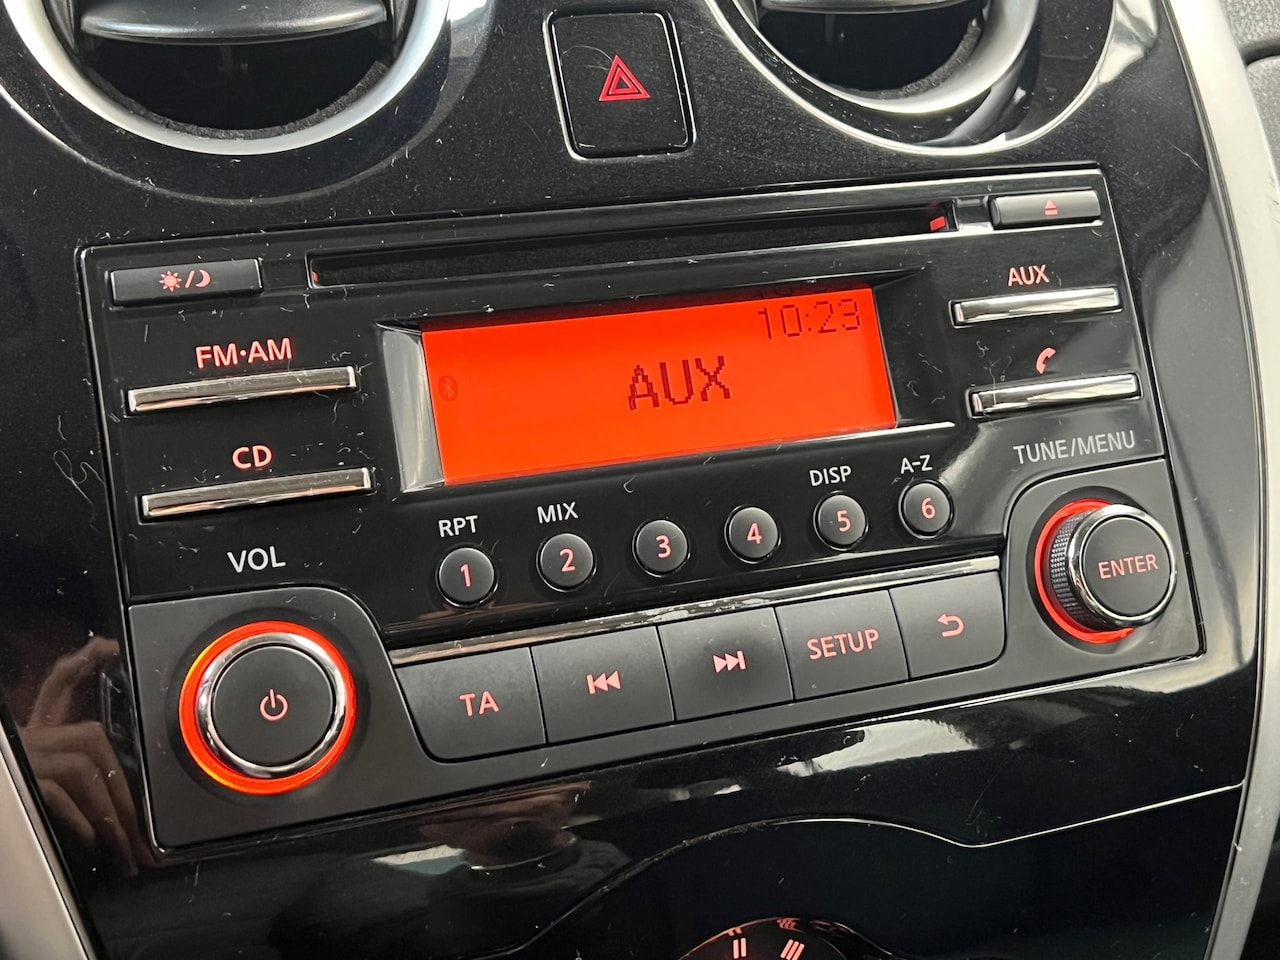 AUX
FM·AM
10:23
AUX
CD
TUNE/MENU
DISP
A-Z
RPT
MIX
1
2
3
4
5
6
VOL
ENTER
TA
SETUP